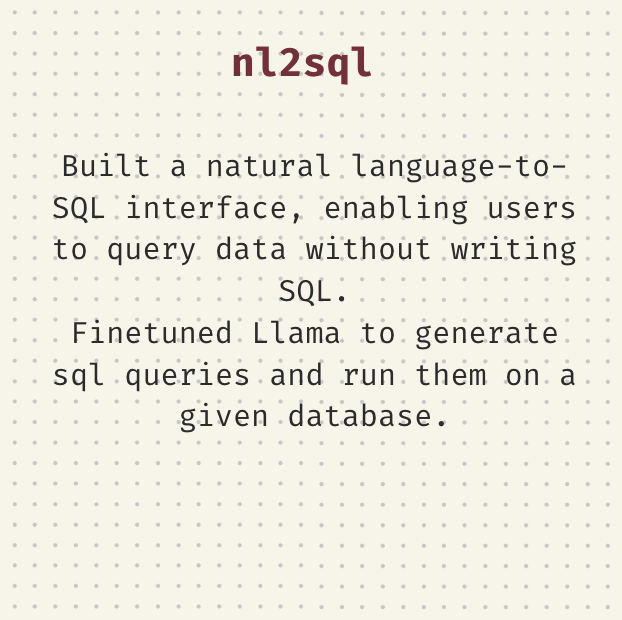 nl2sql
Built a natural language-to-
SQL interface, enabling users
to query data without writing
SQL.
Finetuned Llama to generate
sql queries and run them on a
given database.